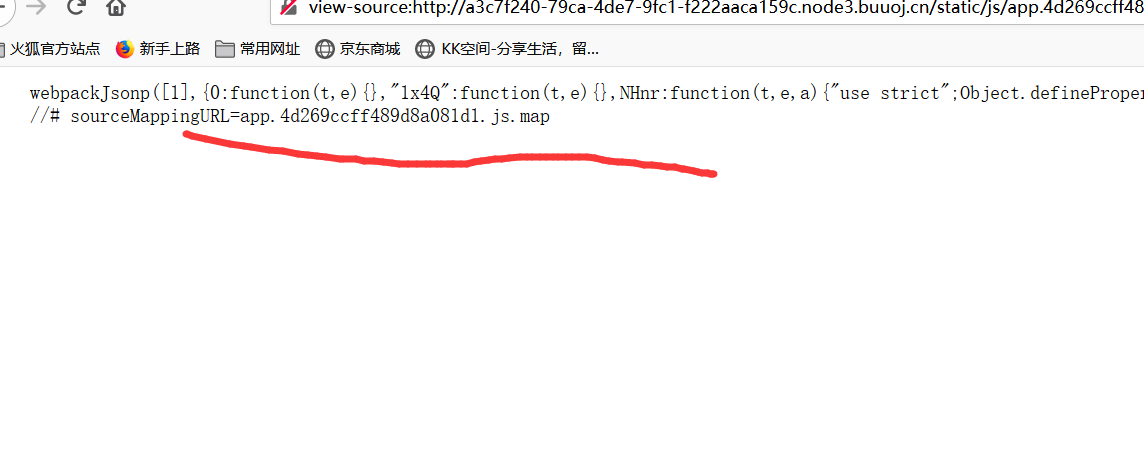 view-source:http://a3c7f240-79ca-4de7-9fc1-f222aaca159c.node3.buuoj.cn/static/js/app.4d269ccff48
火狐官方站点 新手上路 常用网址 京东商城 KK空间-分享生活，留...
webpackJsonp([1],{0:function(t,e){},"1x4Q":function(t,e){},NHnr:function(t,e,a){"use strict";Object.defineProper
//# sourceMappingURL=app.4d269ccff489d8a081d1.js.map